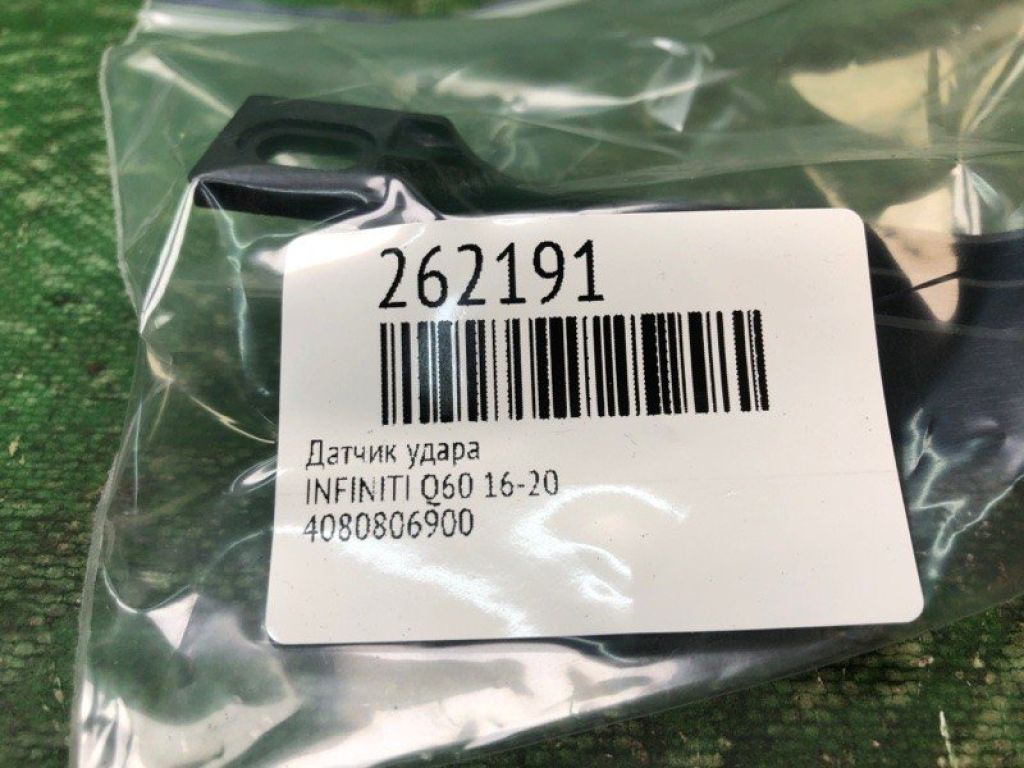 262191
Датчик удара
INFINITI Q60 16-20
4080806900